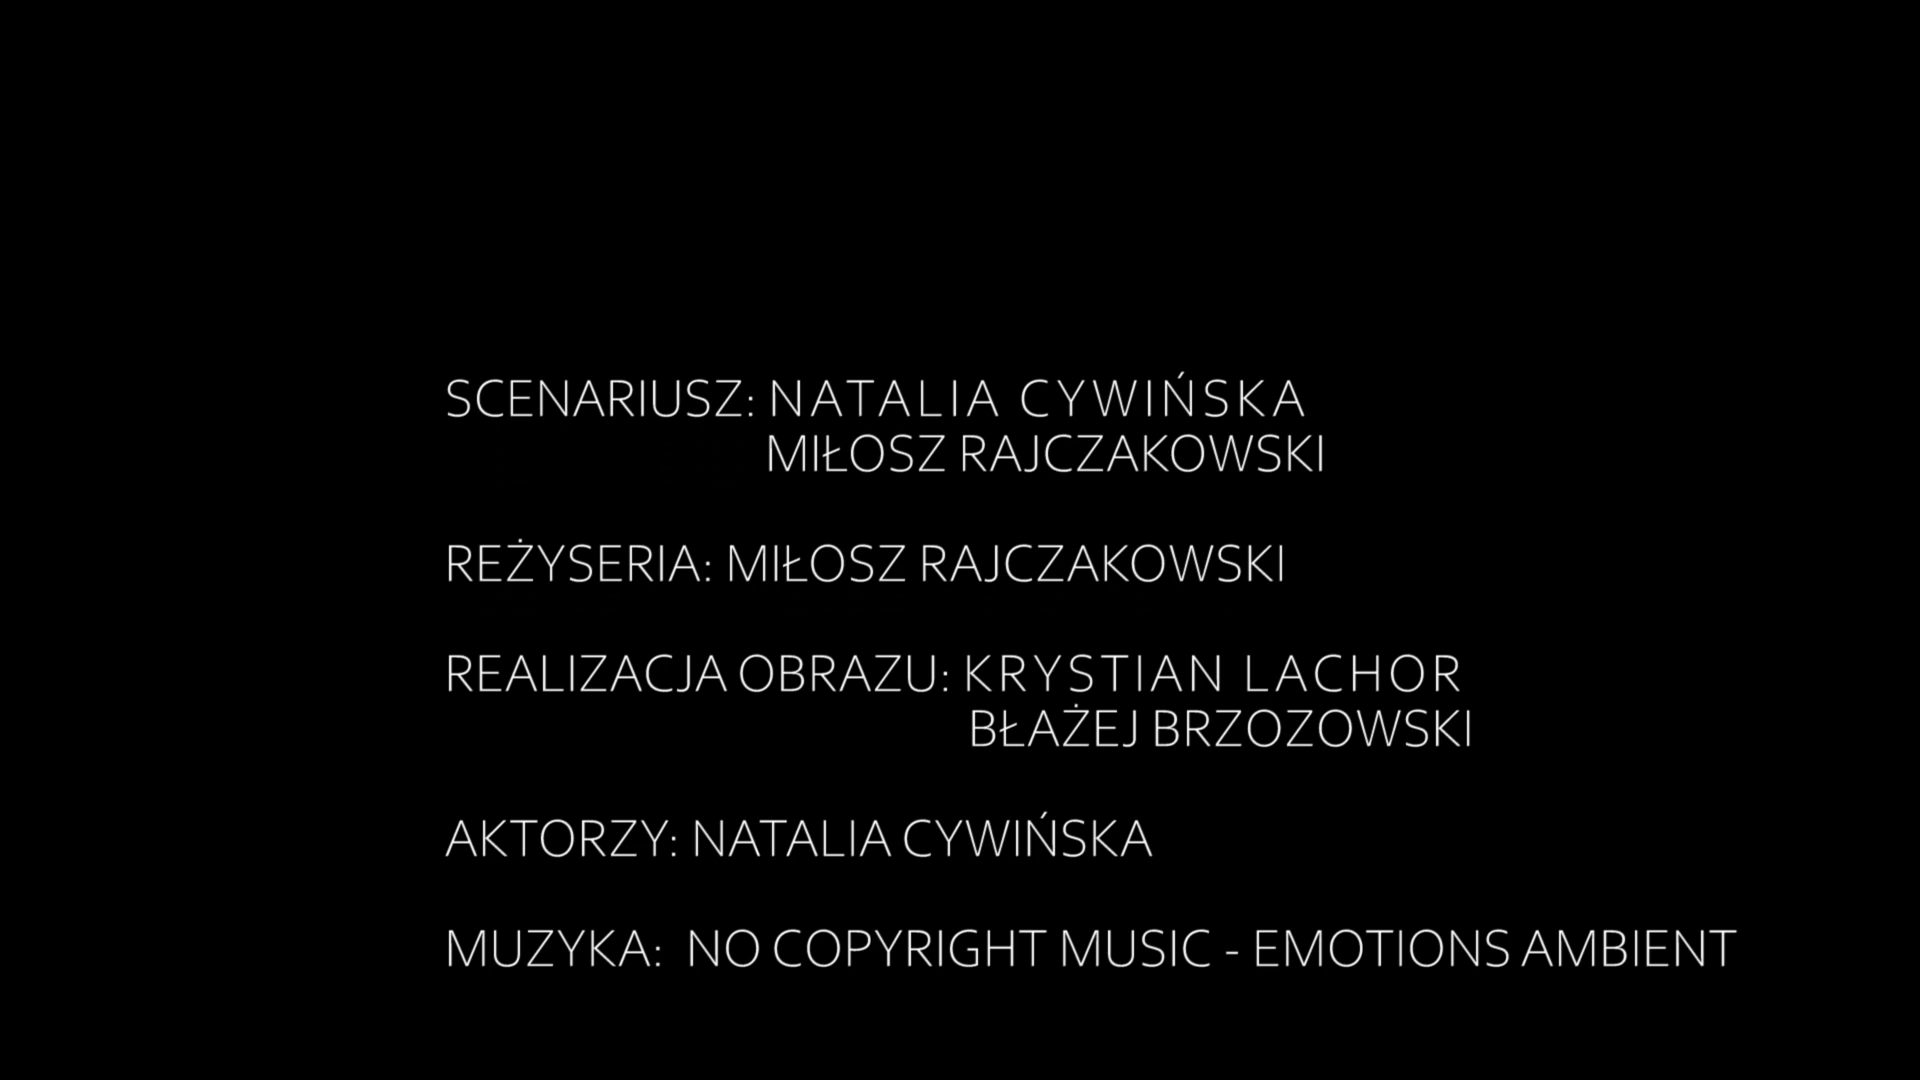 SCENARIUSZ: NATALIA CYWIŃSKA
MIŁOSZ RAJCZAKOWSKI
REŻYSERIA: MIŁOSZ RAJCZAKOWSKI
REALIZACJA OBRAZU: KRYSTIAN LACHOR
BŁAŻEJ BRZOZOWSKI
AKTORZY: NATALIA CYWIŃSKA
MUZYKA: NO COPYRIGHT MUSIC - EMOTIONS AMBIENT